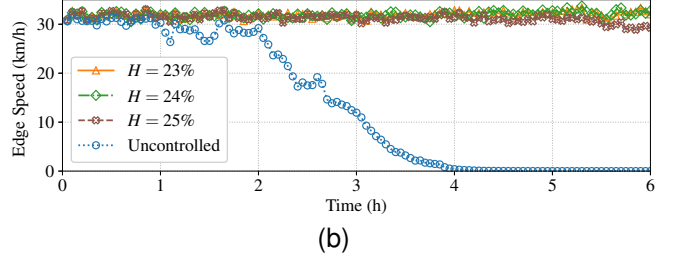 30
20
10
0
Edge Speed (km/h)
H = 23%
H = 24%
H = 25%
Uncontrolled
0 1 2 3 4 5 6
Time (h)
(b)